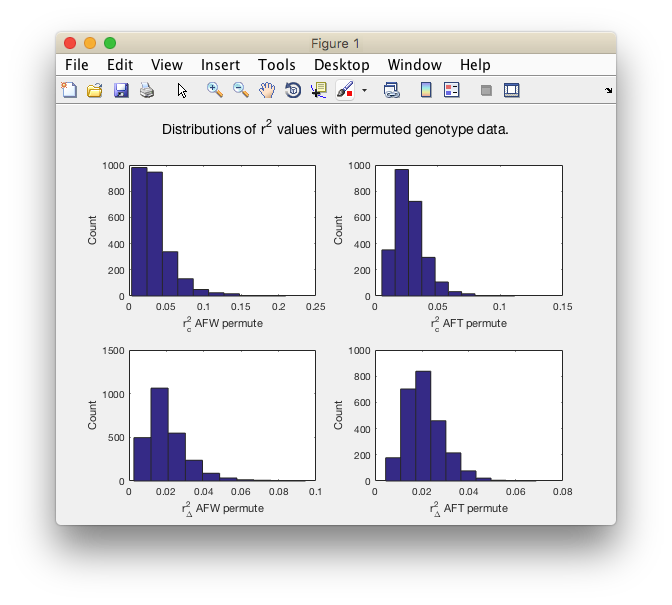 Figure 1
File Edit View Insert Tools Desktop Window Help
Distributions of r² values with permuted genotype data.
1000
800
600
400
200
0
Count
0 0.05 0.1 0.15 0.2 0.25
r²c AFW permute
1000
800
600
400
200
0
Count
0 0.05 0.1 0.15
r²c AFT permute
1500
1000
500
0
Count
0 0.02 0.04 0.06 0.08 0.1
r²Δ AFW permute
1000
800
600
400
200
0
Count
0 0.02 0.04 0.06 0.08
r²Δ AFT permute